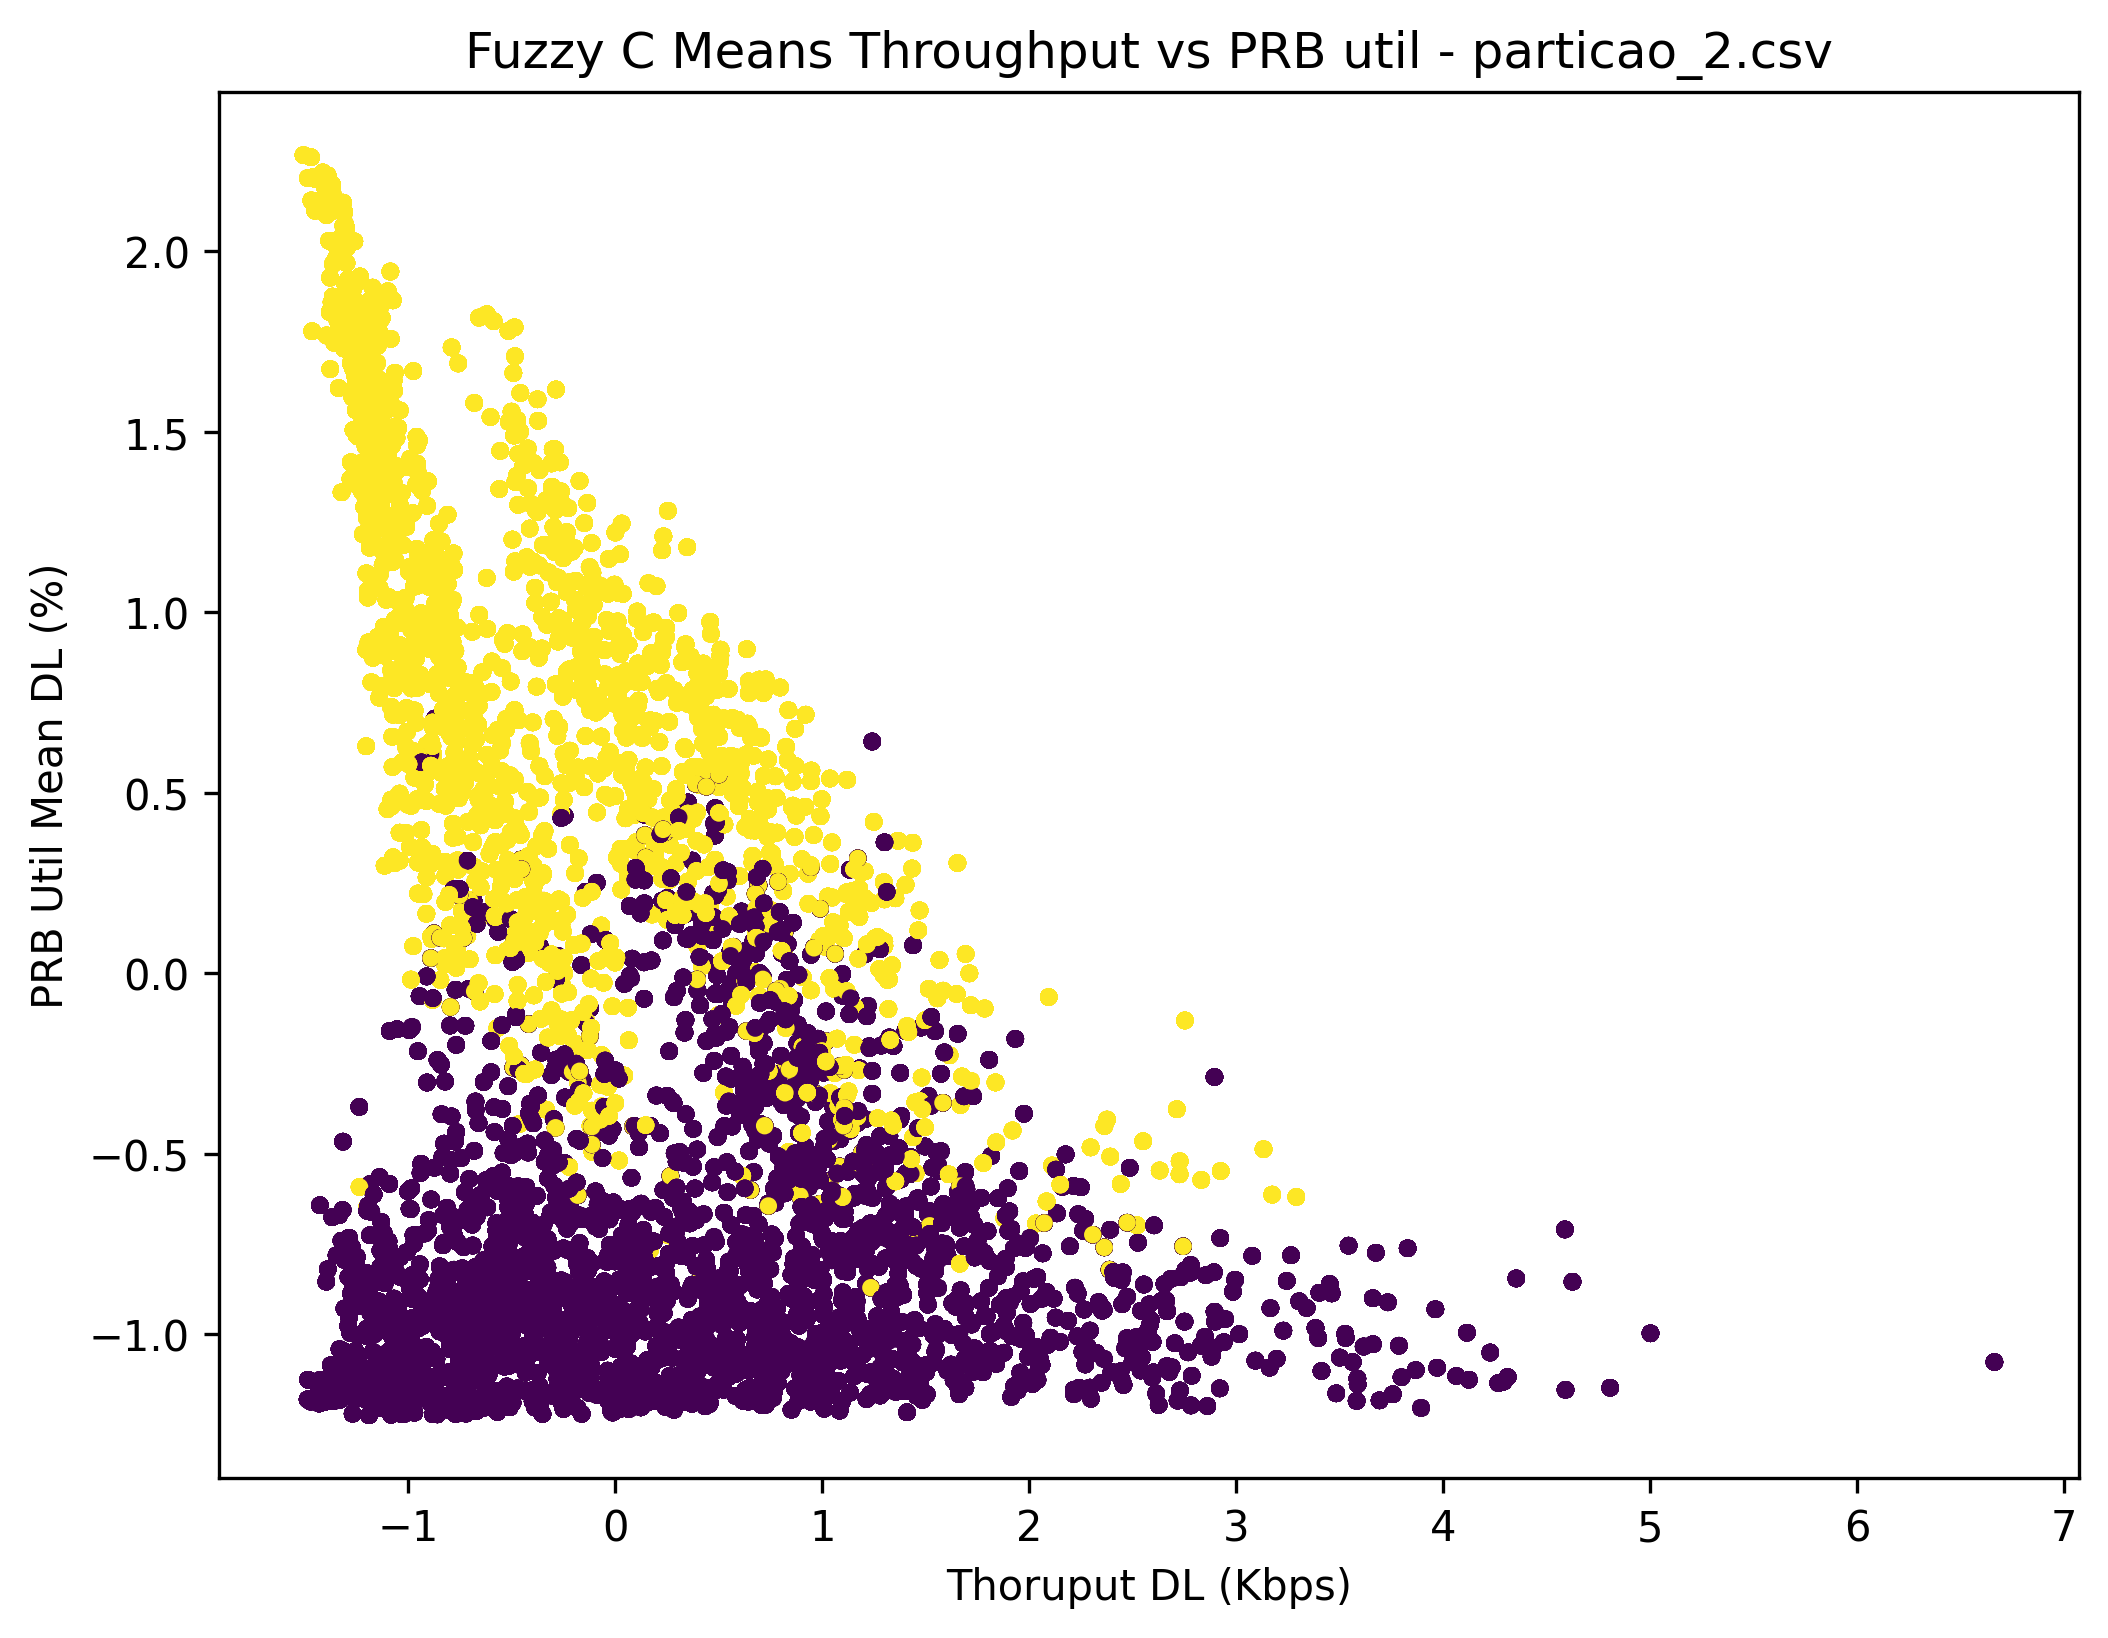 Fuzzy C Means Throughput vs PRB util - particao_2.csv
PRB Util Mean DL (%)
2.0
1.5
1.0
0.5
0.0
−0.5
−1.0
−1 0 1 2 3 4 5 6 7
Thoruput DL (Kbps)